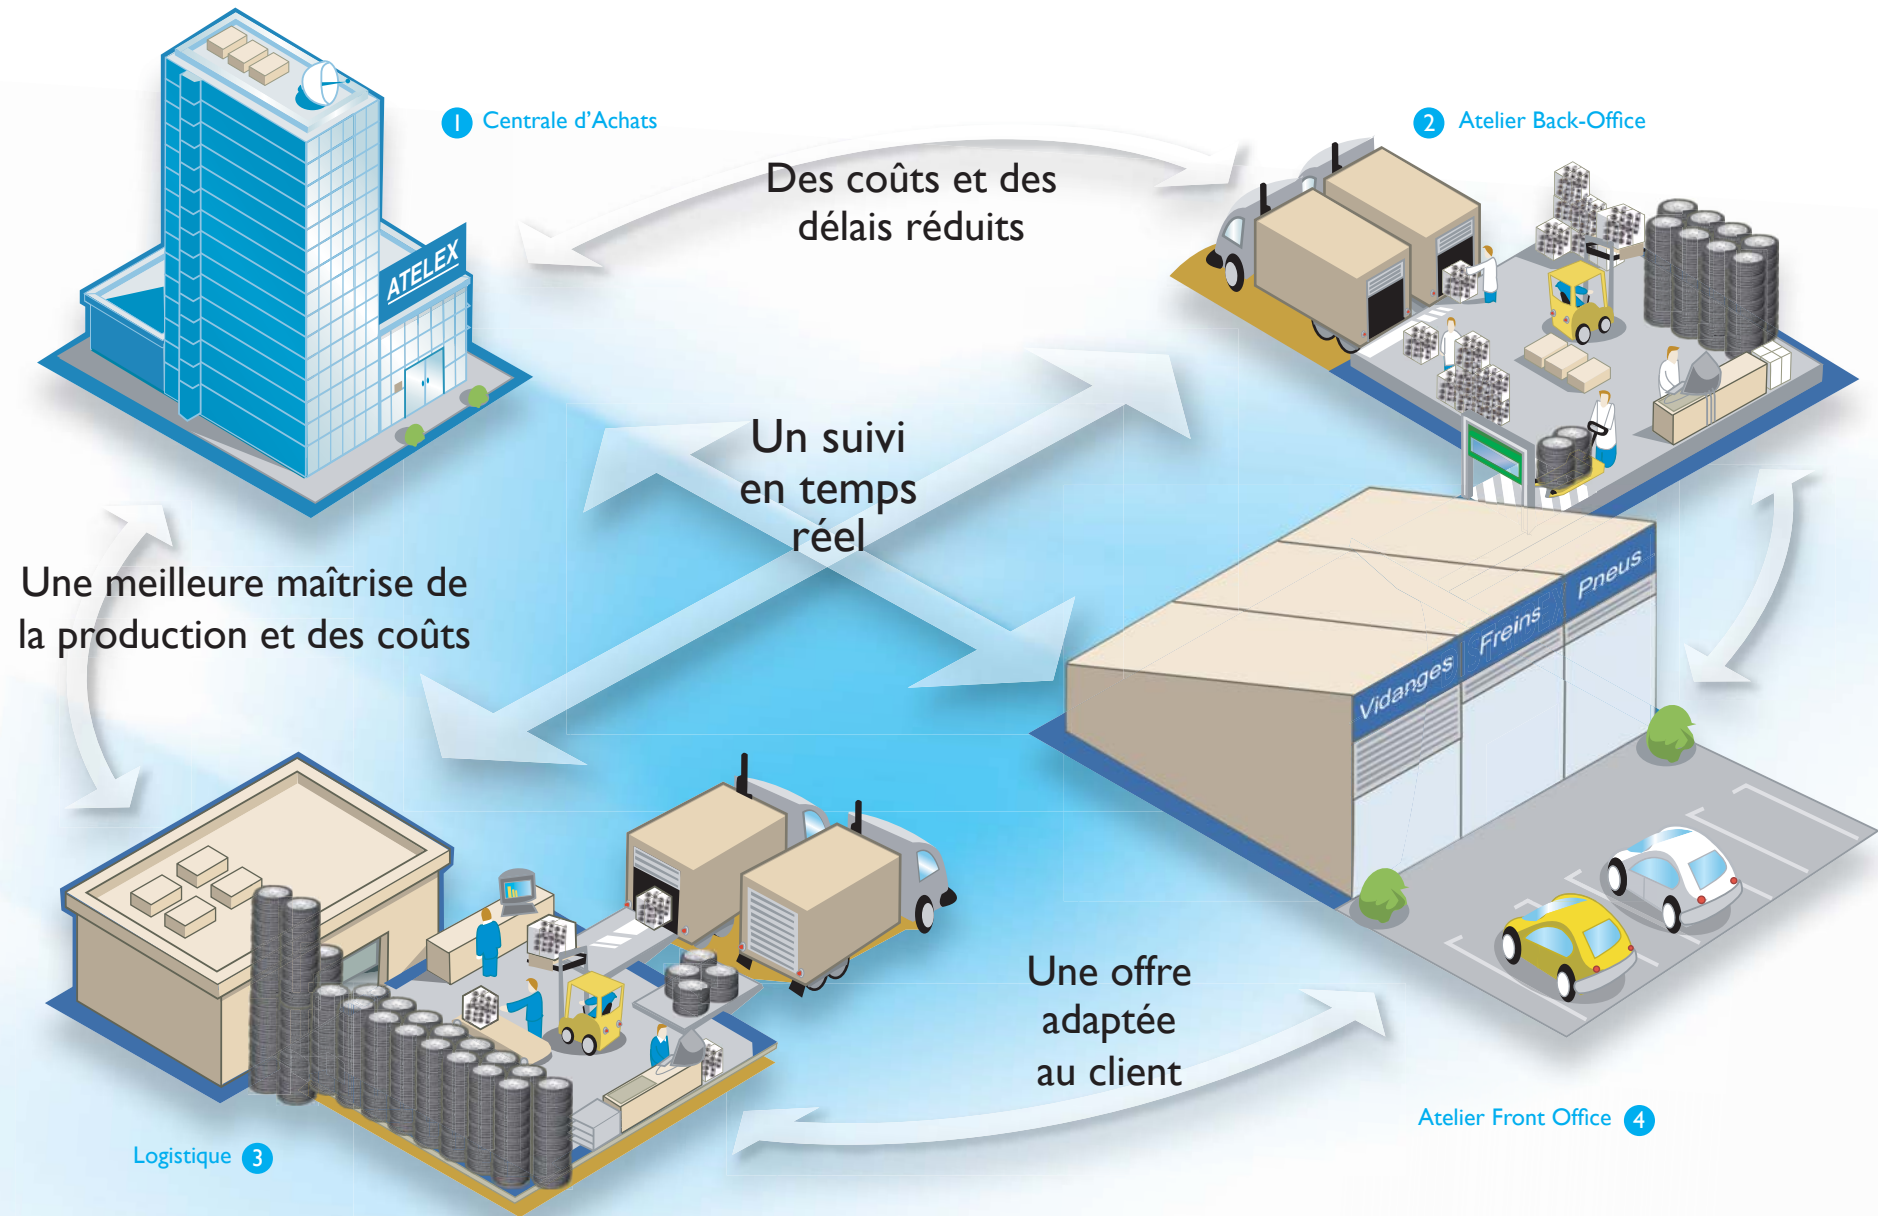 1 Centrale d'Achats
2 Atelier Back-Office
Des coûts et des
délais réduits
ATELEX
Un suivi
en temps
réel
Une meilleure maîtrise de
la production et des coûts
Vidanges
Freins
Pneus
Une offre
adaptée
au client
Atelier Front Office 4
Logistique 3